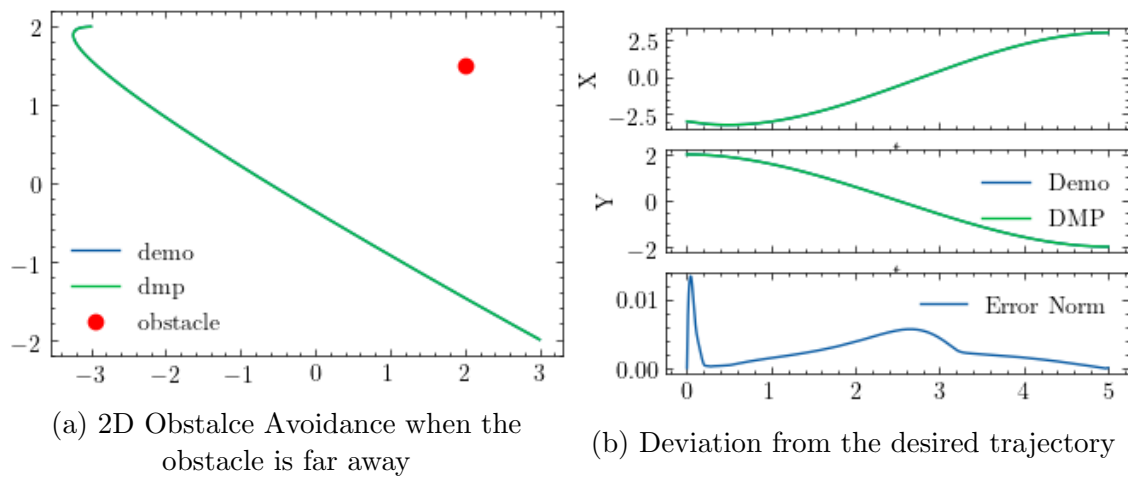 2
1
0
−1
−2
−3
−2
−1
0
1
2
3
demo
dmp
obstacle
(a) 2D Obstalce Avoidance when the
obstacle is far away
X
2.5
0.0
−2.5
Y
2
0
−2
Demo
DMP
0.01
0.00
Error Norm
0
1
2
3
4
5
(b) Deviation from the desired trajectory